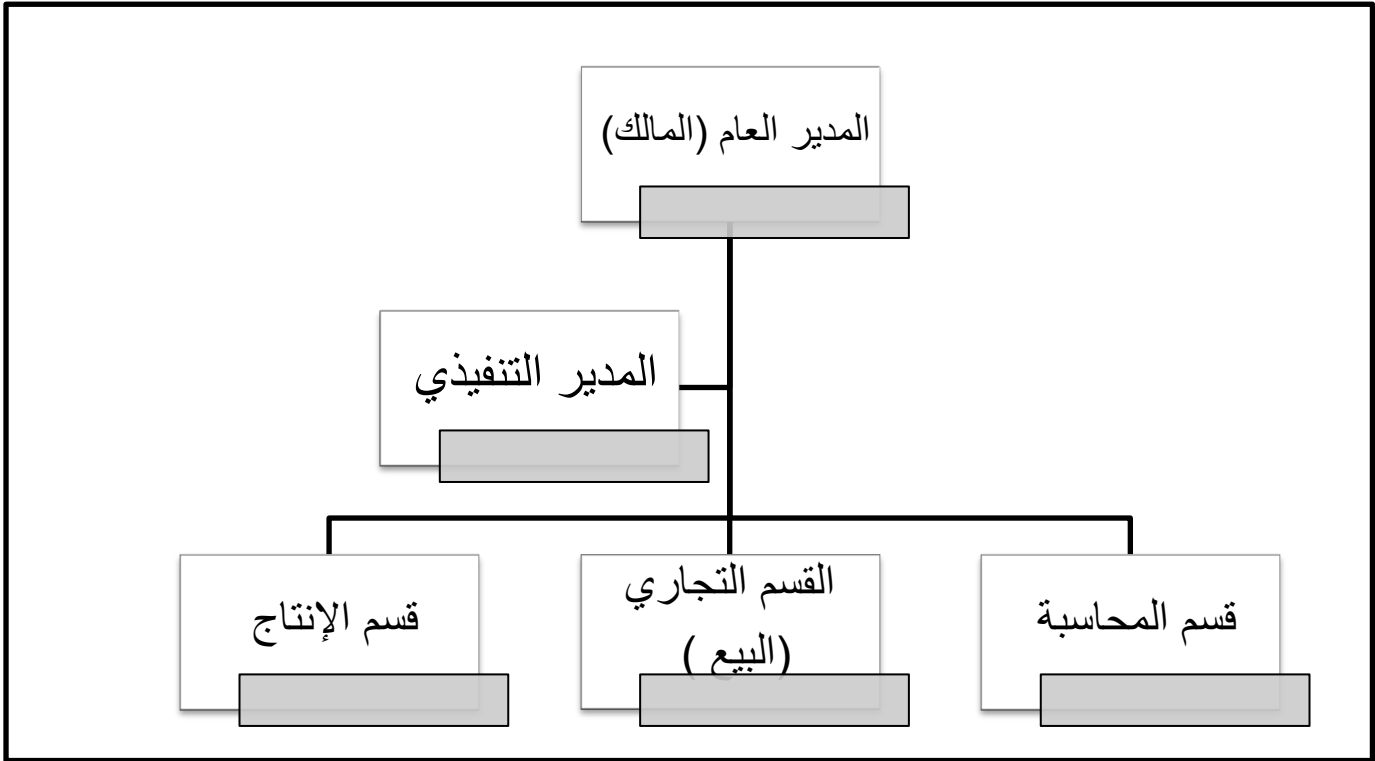 المدير العام (المالك)
المدير التنفيذي
قسم المحاسبة
القسم التجاري
(البيع )
قسم الإنتاج